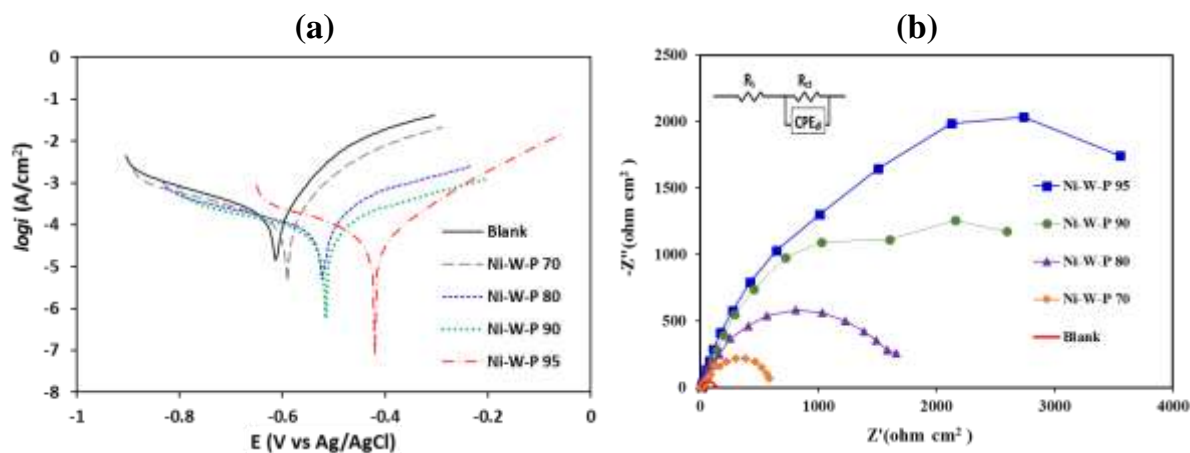 (a)
0
-1
-2
-3
-4
-5
-6
-7
-8
logi (A/cm²)
-1
-0.8
-0.6
-0.4
-0.2
0
E (V vs Ag/AgCl)
Blank
Ni-W-P 70
Ni-W-P 80
Ni-W-P 90
Ni-W-P 95
(b)
2500
2000
1500
1000
500
0
-Z"(ohm cm²)
0
1000
2000
3000
4000
Z'(ohm cm²)
CPE
Ni-W-P 95
Ni-W-P 90
Ni-W-P 80
Ni-W-P 70
Blank